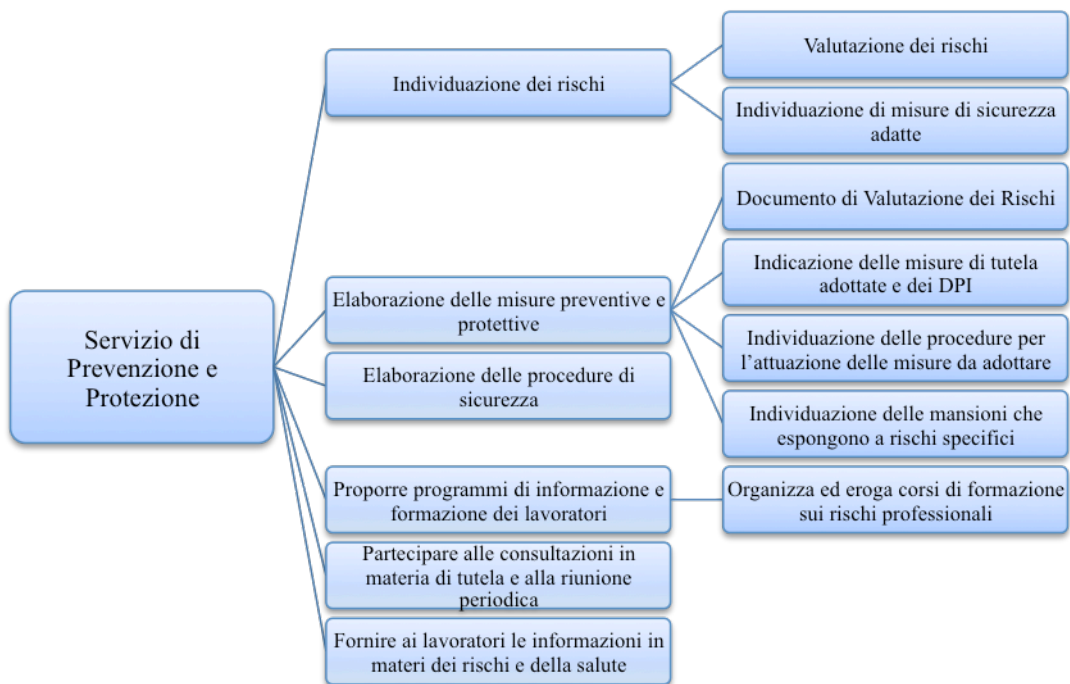 Servizio di
Prevenzione e
Protezione
Individuazione dei rischi
Valutazione dei rischi
Individuazione di misure di sicurezza
adatte
Elaborazione delle misure preventive e
protettive
Documento di Valutazione dei Rischi
Indicazione delle misure di tutela
adottate e dei DPI
Individuazione delle procedure per
l’attuazione delle misure da adottare
Individuazione delle mansioni che
espongono a rischi specifici
Elaborazione delle procedure di
sicurezza
Proporre programmi di informazione e
formazione dei lavoratori
Organizza ed eroga corsi di formazione
sui rischi professionali
Partecipare alle consultazioni in
materia di tutela e alla riunione
periodica
Fornire ai lavoratori le informazioni in
materi dei rischi e della salute